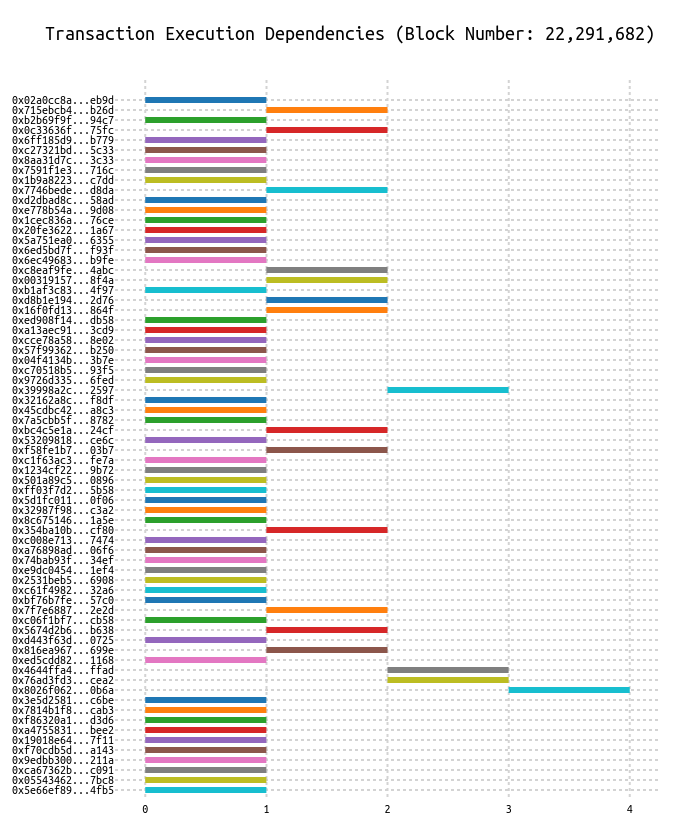 Transaction Execution Dependencies (Block Number: 22,291,682)
0x02a0cc8a...eb9d
0x715ebcb4...b26d
0xb2b69f9f...94c7
0x0c33636f...75fc
0x6ff185d9...b779
0xc27321bd...5c33
0x8aa31d7c...3c33
0x7591f1e3...716c
0x1b9a8223...c7dd
0x7746bede...d8da
0xd2dbad8c...58ad
0xe778b54a...9d08
0x1cec836a...76ce
0x20fe3622...1a67
0x5a751ea0...6355
0x6ed5bd7f...f93f
0x6ec49683...b9fe
0xc8eaf9fe...4abc
0x00319157...8f4a
0xb1af3c83...4f97
0xd8b1e194...2d76
0x16f0fd13...864f
0xed908f14...db58
0xa13aec91...3cd9
0xcce78a58...8e02
0x57f99362...b250
0x04f4134b...3b7e
0xc70518b5...93f5
0x9726d335...6fed
0x39998a2c...2597
0x32162a8c...f8df
0x45cdbc42...a8c3
0x7a5cbb5f...8782
0xbc4c5e1a...24cf
0x53209818...ce6c
0xf58fe1b7...03b7
0xc1f63ac3...fe7a
0x1234cf22...9b72
0x501a89c5...0896
0xff03f7d2...5b58
0x5d1fc011...0f06
0x32987f98...c3a2
0x8c675146...1a5e
0x354ba10b...cf80
0xc008e713...7474
0xa76898ad...06f6
0x74bab93f...34ef
0xe9dc0454...1ef4
0x2531beb5...6908
0xc61f4982...32a6
0xbf76b7fe...57c0
0x7f7e6887...2e2d
0xc06f1bf7...cb58
0x5674d2b6...b638
0xd443f63d...0725
0x816ea967...699e
0xed5cdd82...1168
0x4644ffa4...ffad
0x76ad3fd3...cea2
0x8026f062...0b6a
0x3e5d2581...c6be
0x7814b1f8...cab3
0xf86320a1...d3d6
0xa4755831...bee2
0x19018e64...7f11
0xf70cdb5d...a143
0x9edbb300...211a
0xca67362b...c091
0x05543462...7bc8
0x5e66ef89...4fb5
0 1 2 3 4